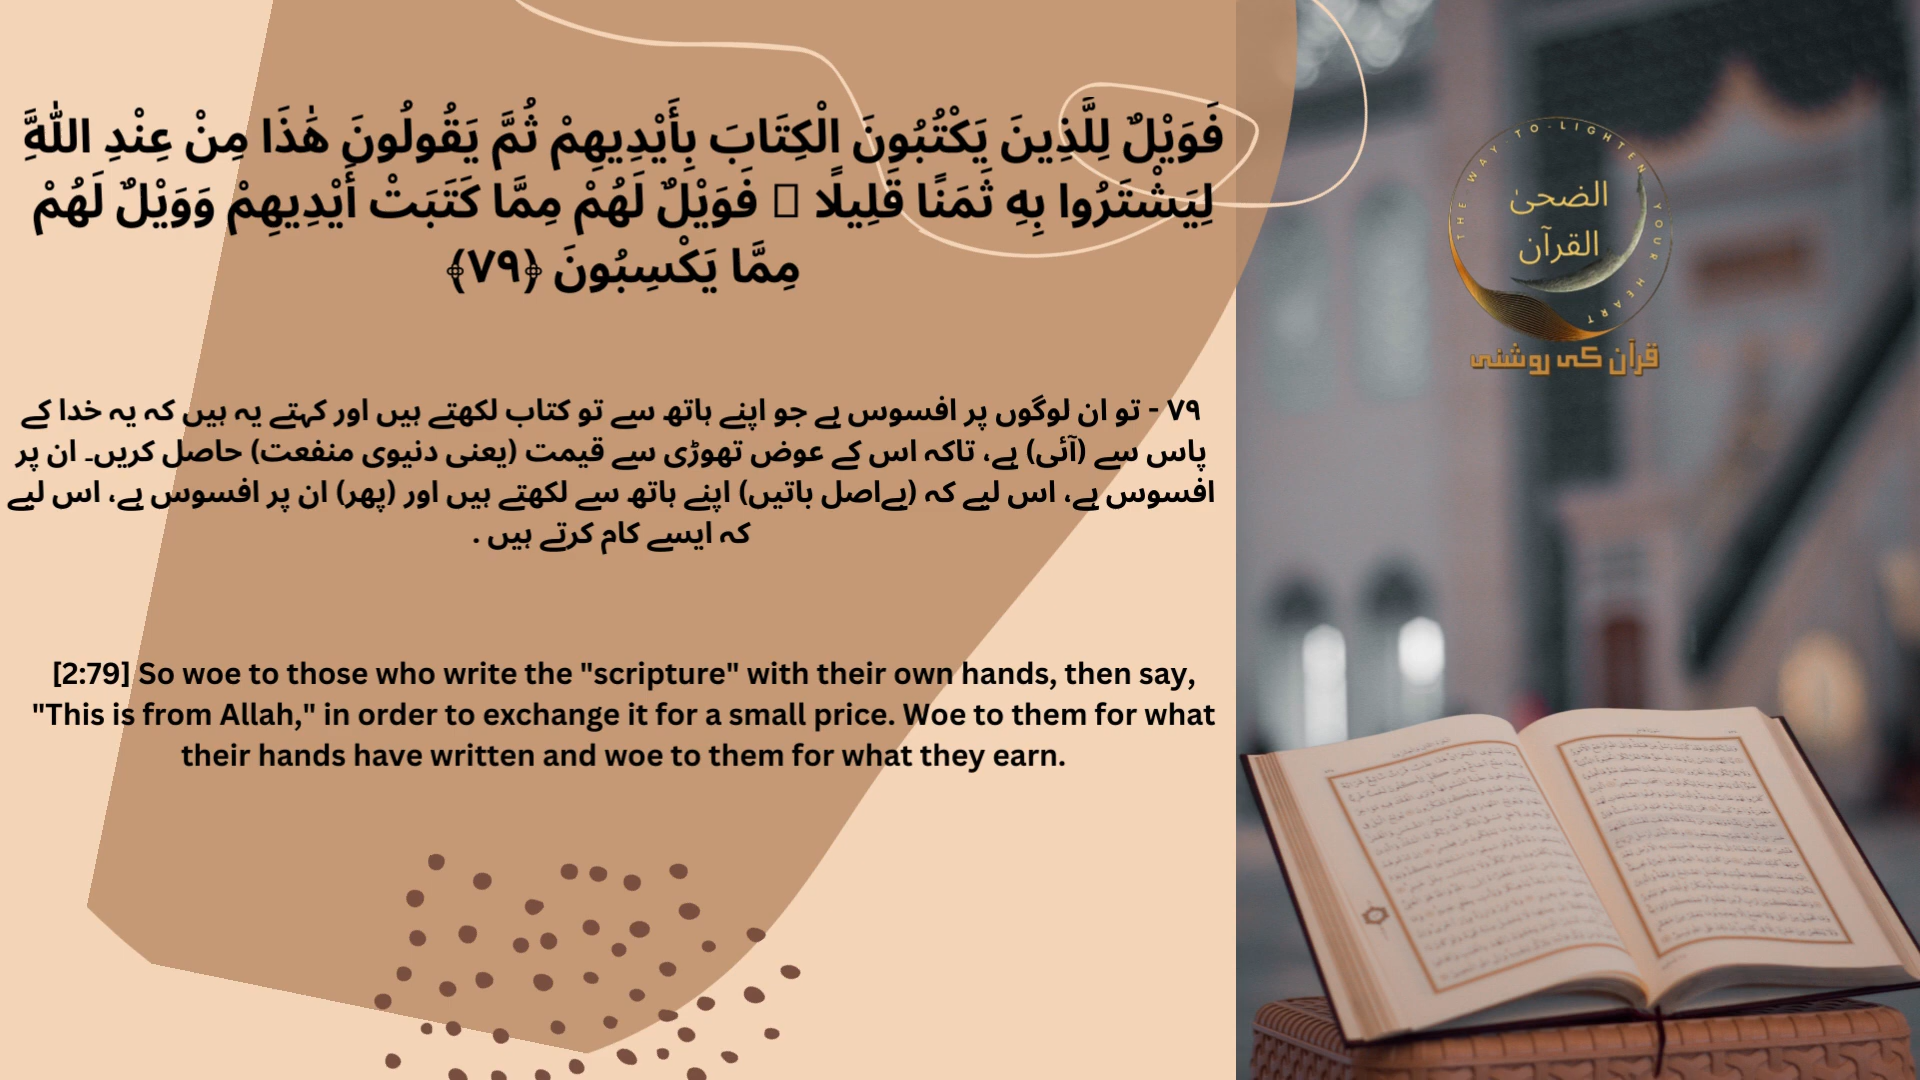 فَوَيْلٌ لِلَّذِينَ يَكْتُبُونَ الْكِتَابَ بِأَيْدِيهِمْ ثُمَّ يَقُولُونَ هَٰذَا مِنْ عِنْدِ اللَّهِ
لِيَشْتَرُوا بِهِ ثَمَنًا قَلِيلًا ▯ فَوَيْلٌ لَهُمْ مِمَّا كَتَبَتْ أَيْدِيهِمْ وَوَيْلٌ لَهُمْ
مِمَّا يَكْسِبُونَ ﴿٧٩﴾
٧٩ - تو ان لوگوں پر افسوس ہے جو اپنے ہاتھ سے تو کتاب لکھتے ہیں اور کہتے یہ ہیں کہ یہ خدا کے
پاس سے (آئی) ہے، تاکہ اس کے عوض تھوڑی سے قیمت (یعنی دنیوی منفعت) حاصل کریں۔ ان پر
افسوس ہے، اس لیے کہ (بےاصل باتیں) اپنے ہاتھ سے لکھتے ہیں اور (پھر) ان پر افسوس ہے، اس لیے
کہ ایسے کام کرتے ہیں .
[2:79] So woe to those who write the "scripture" with their own hands, then say,
"This is from Allah," in order to exchange it for a small price. Woe to them for what
their hands have written and woe to them for what they earn.
THE-WAY-TO-LIGHTEN YOUR HEART
الضحىٰ
القرآن
قرآن کی روشنی